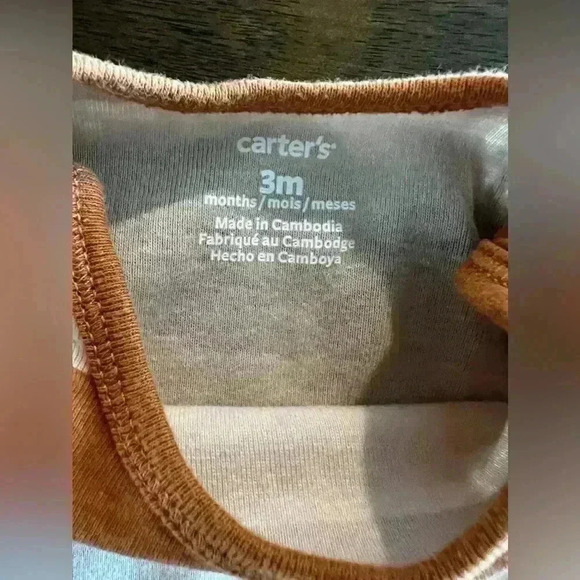 carter's
3m
months/mois/meses
Made in Cambodia
Fabriqué au Cambodge
Hecho en Camboya